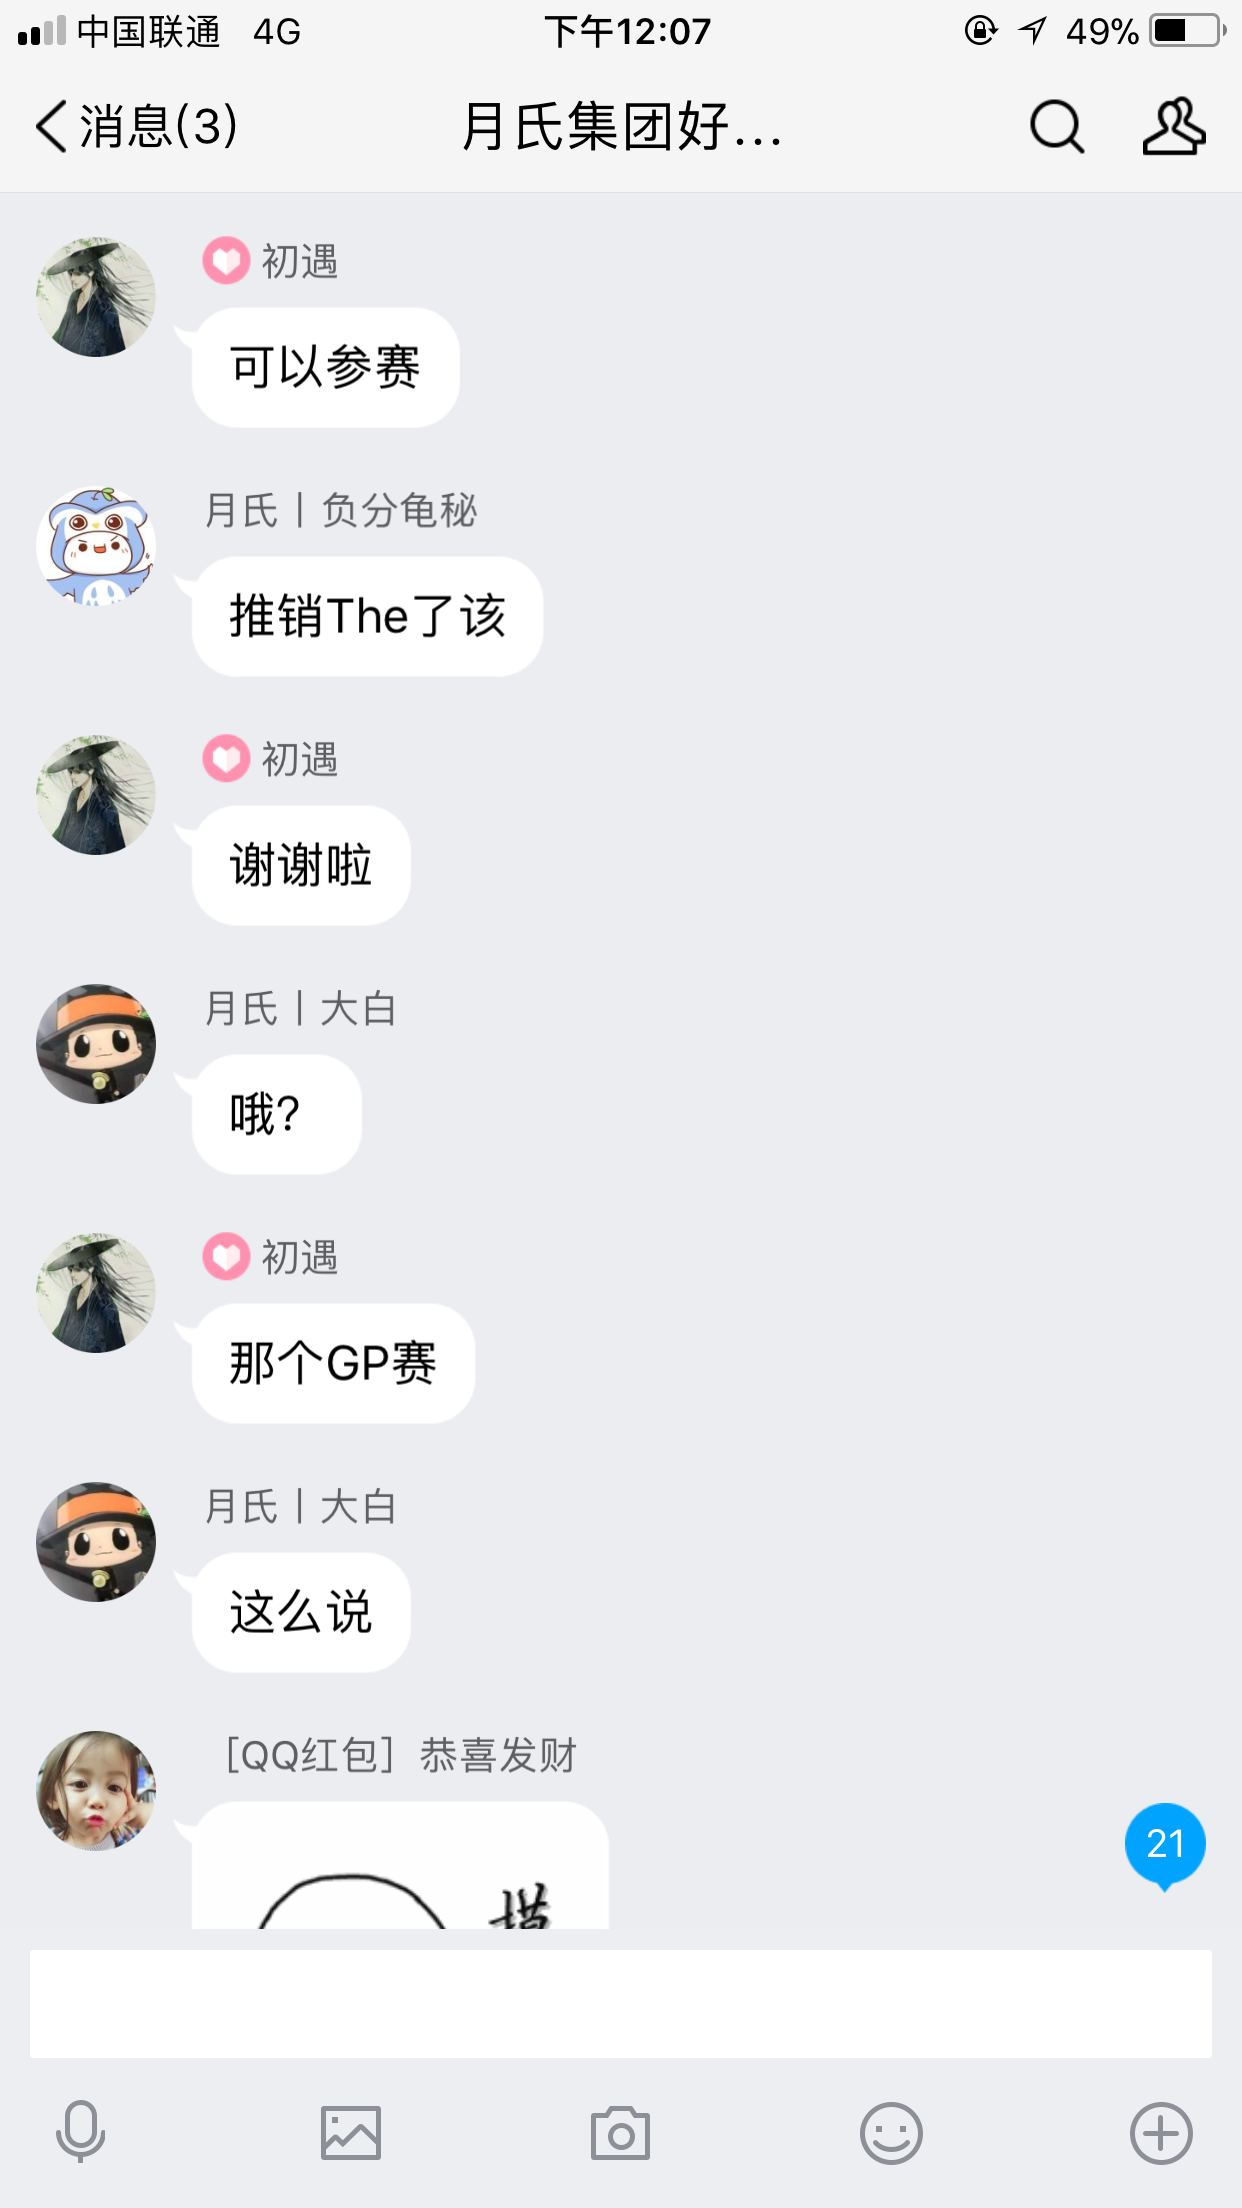 中国联通 4G 下午12:07 49%
消息(3) 月氏集团好...
初遇
可以参赛
月氏丨负分龟秘
推销The了该
初遇
谢谢啦
月氏丨大白
哦?
初遇
那个GP赛
月氏丨大白
这么说
[QQ红包] 恭喜发财
21